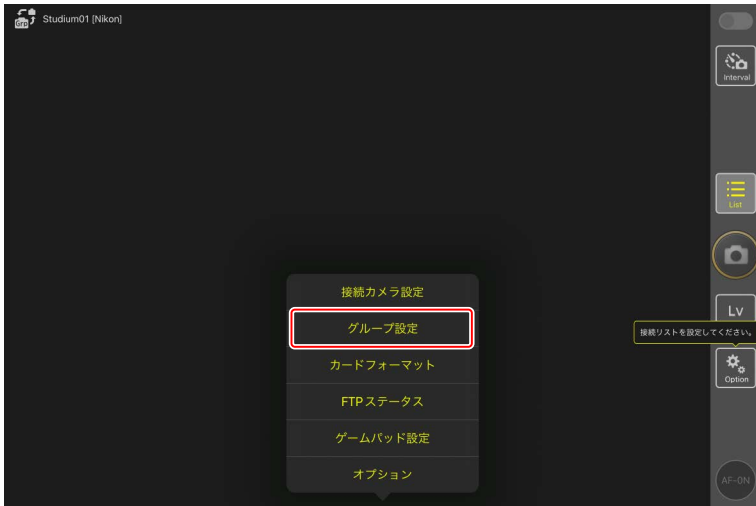 Grp
Studium01 [Nikon]
Interval
List
接続カメラ設定
グループ設定
カードフォーマット
FTPステータス
ゲームパッド設定
オプション
Lv
接続リストを設定してください。
Option
AF-ON